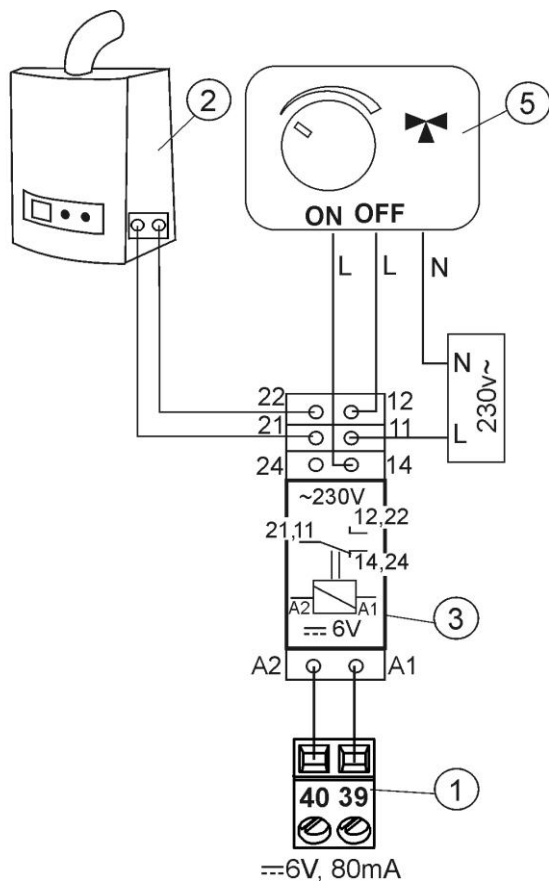 2
5
ON OFF
L L N
N
L
230v~
22 12
21 11
24 14
~230V
12,22
21,11
14,24
A2 A1
⎓ 6V
3
A2 A1
40 39
1
⎓6V, 80mA